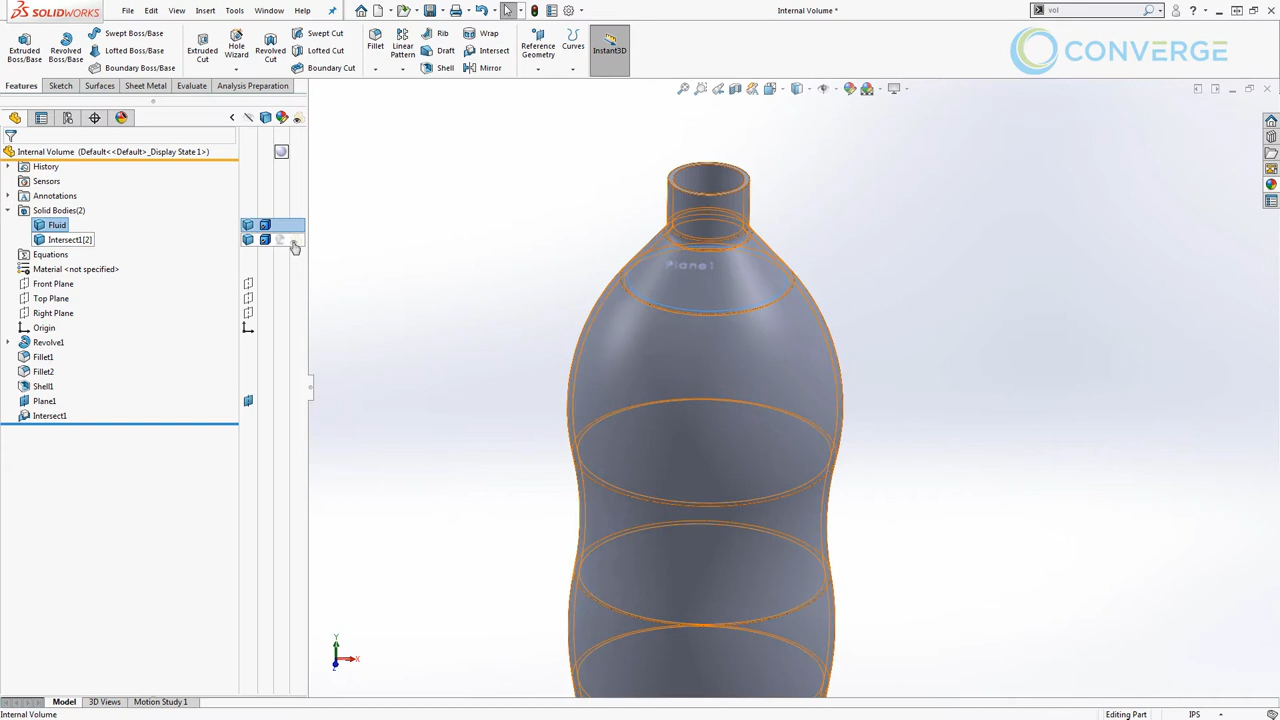 SOLIDWORKS
File Edit View Insert Tools Window
Internal Volume *
vol
Extruded Boss/Base
Revolved Boss/Base
Swept Boss/Base
Lofted Boss/Base
Boundary Boss/Base
Extruded Cut
Hole Wizard
Revolved Cut
Swept Cut
Lofted Cut
Boundary Cut
Fillet
Linear Pattern
Rib
Draft
Shell
Wrap
Intersect
Mirror
Reference Geometry
Curves
Instant3D
CONVERGE
Features Sketch Surfaces Evaluate Sheet Metal Analysis Preparation
Internal Volume (Default<<Default>_Display State 1>)
History
Sensors
Annotations
Solid Bodies(2)
Fluid
Intersect1[2]
Equations
Material <not specified>
Front Plane
Top Plane
Right Plane
Origin
Revolve1
Fillet1
Fillet2
Shell1
Plane1
Intersect1
Plane1
Y
X
Z
Model 3D Views Motion Study 1
Internal Volume
Editing Part
IPS